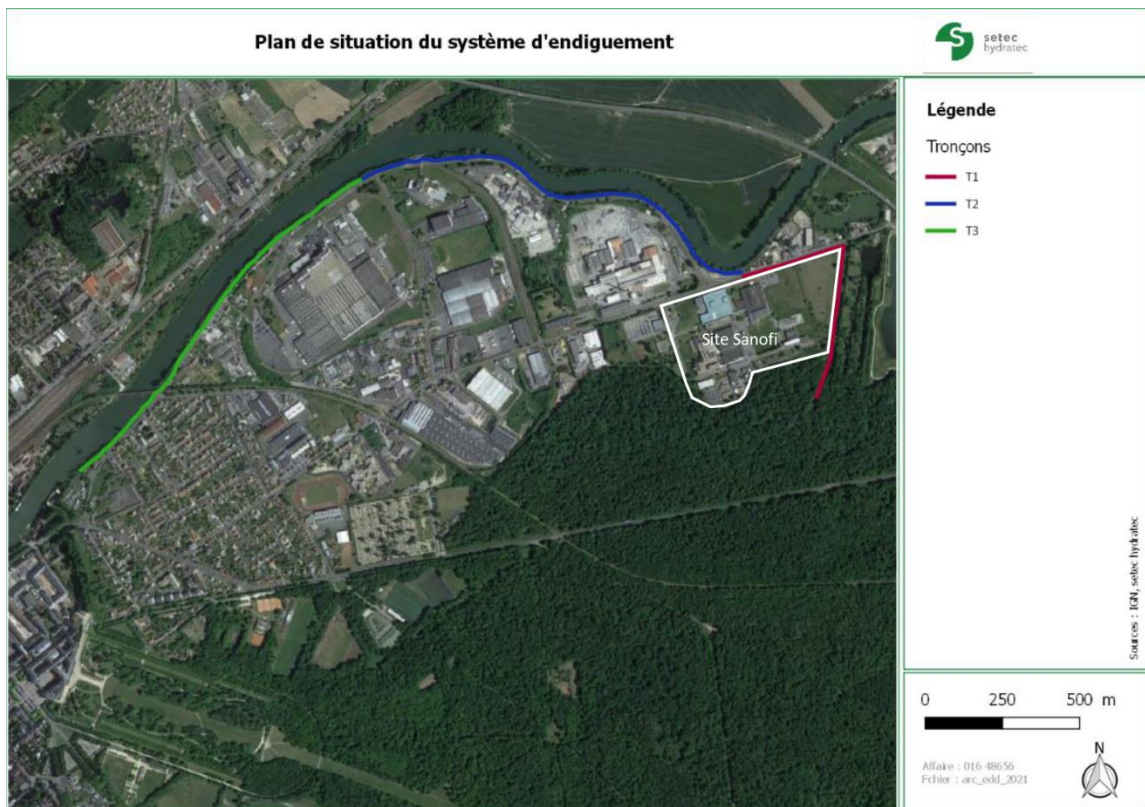 Plan de situation du système d'endiguement
setec
hydratec
Légende
Tronçons
T1
T2
T3
Site Sanofi
Sources : IGN, setec hydratec
0 250 500 m
Affaire : 016 48656
Fchier : arc_edd_2021
N